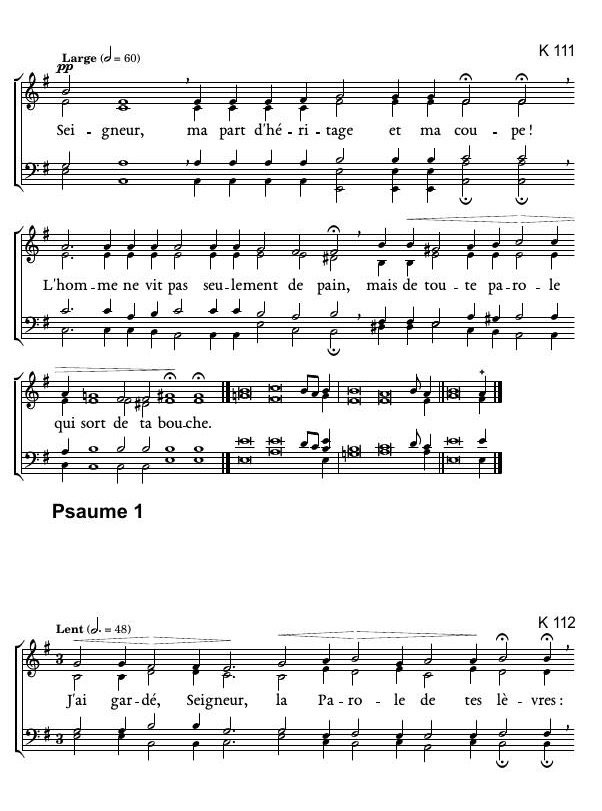 K 111
Large (𝅗𝅥 = 60)
pp
Sei - gneur, ma part d'hé - ri - tage et ma cou - pe !
L'hom - me ne vit pas seu - lement de pain, mais de tou - te pa - ro - le
qui sort de ta bou - che.
Psaume 1
K 112
Lent (𝅗𝅥. = 48)
3
J'ai gar - dé, Seigneur, la Pa - ro - le de tes lè - vres :
3